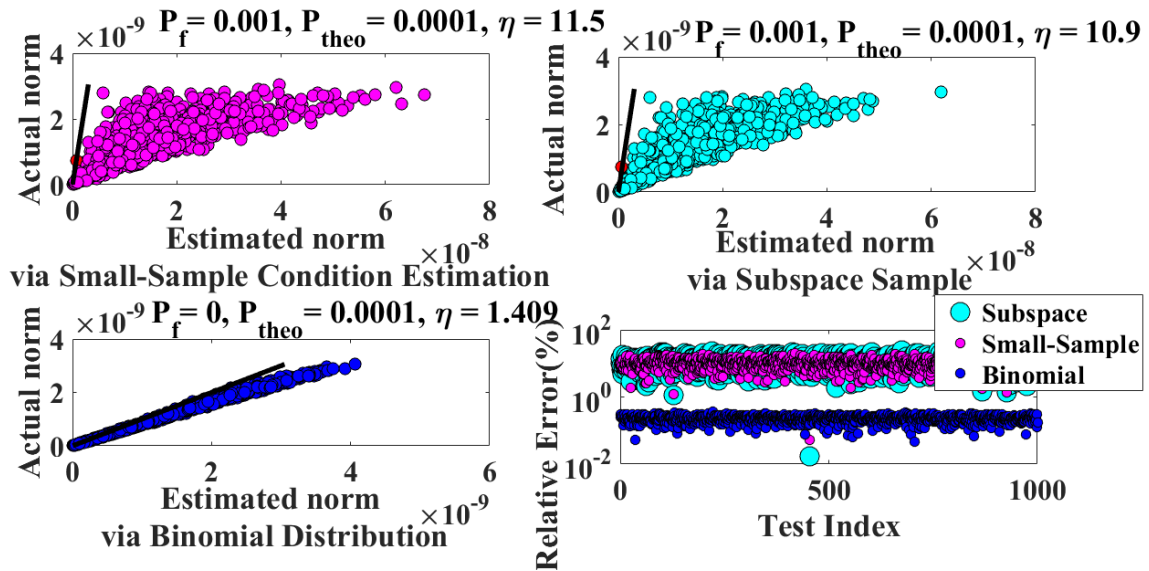 ×10⁻⁹ P_f = 0.001, P_theo = 0.0001, η = 11.5
Actual norm
4
2
0
0 2 4 6 8
×10⁻⁸
Estimated norm
via Small-Sample Condition Estimation
×10⁻⁹ P_f = 0.001, P_theo = 0.0001, η = 10.9
Actual norm
4
2
0
0 2 4 6 8
×10⁻⁸
Estimated norm
via Subspace Sample
×10⁻⁹ P_f = 0, P_theo = 0.0001, η = 1.409
Actual norm
4
2
0
0 2 4 6
×10⁻⁹
Estimated norm
via Binomial Distribution
Relative Error(%)
10²
10⁰
10⁻²
0 500 1000
Test Index
Subspace
Small-Sample
Binomial